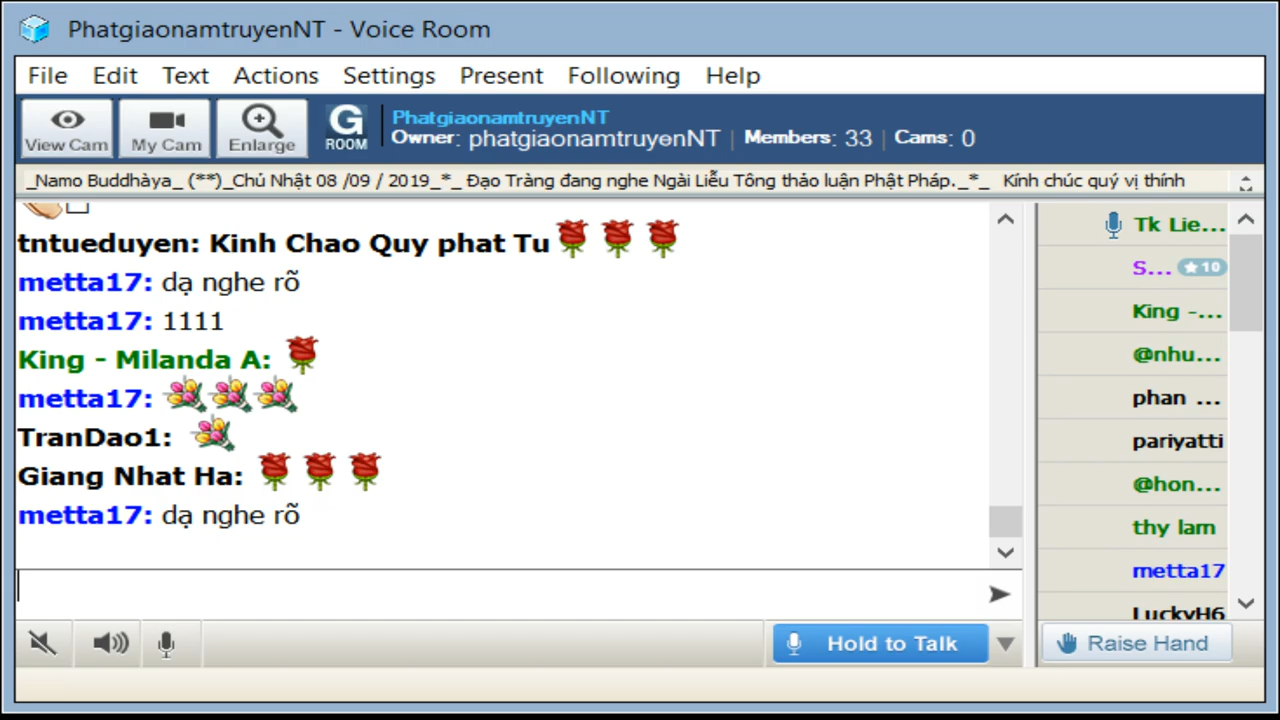 PhatgiaonamtruyenNT - Voice Room
File Edit Text Actions Settings Present Following Help
View Cam My Cam Enlarge G ROOM
PhatgiaonamtruyenNT
Owner: phatgiaonamtruyenNT | Members: 33 | Cams: 0
_Namo Buddhàya_ (**)_Chủ Nhật 08 /09 / 2019_*_ Đạo Tràng đang nghe Ngài Liễu Tông thảo luận Phật Pháp._*_ Kính chúc quý vị thính
tntueduyen: Kinh Chao Quy phat Tu
metta17: dạ nghe rõ
metta17: 1111
King - Milanda A:
metta17:
TranDao1:
Giang Nhat Ha:
metta17: dạ nghe rõ
Tk Lie...
S... 10
King -...
@nhu...
phan ...
pariyatti
@hon...
thy lam
metta17
LuckyH6
Hold to Talk
Raise Hand